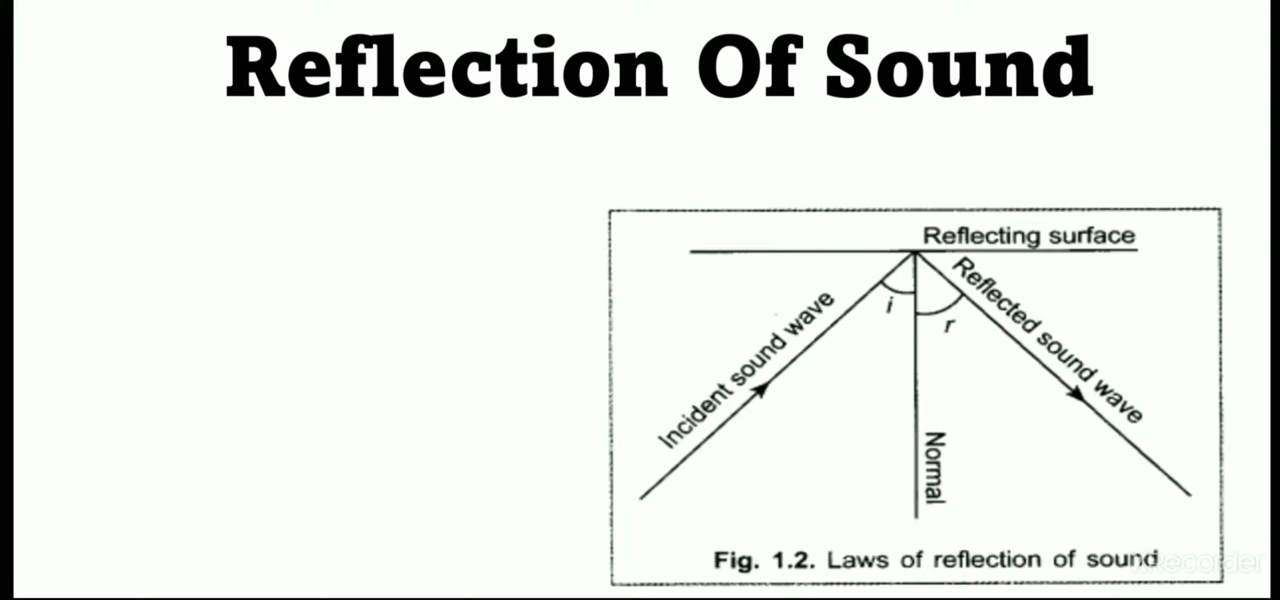 Reflection Of Sound
Reflecting surface
Incident sound wave
i
r
Reflected sound wave
Normal
Fig. 1.2. Laws of reflection of sound